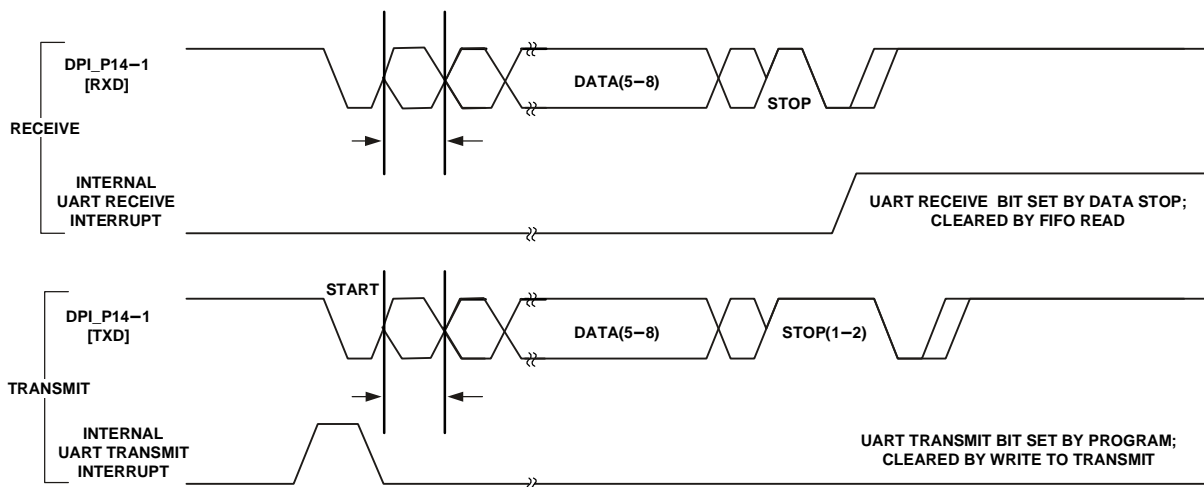 DPI_P14–1
[RXD]
DATA(5–8)
STOP
RECEIVE
INTERNAL
UART RECEIVE
INTERRUPT
UART RECEIVE BIT SET BY DATA STOP;
CLEARED BY FIFO READ
START
DPI_P14–1
[TXD]
DATA(5–8)
STOP(1–2)
TRANSMIT
INTERNAL
UART TRANSMIT
INTERRUPT
UART TRANSMIT BIT SET BY PROGRAM;
CLEARED BY WRITE TO TRANSMIT